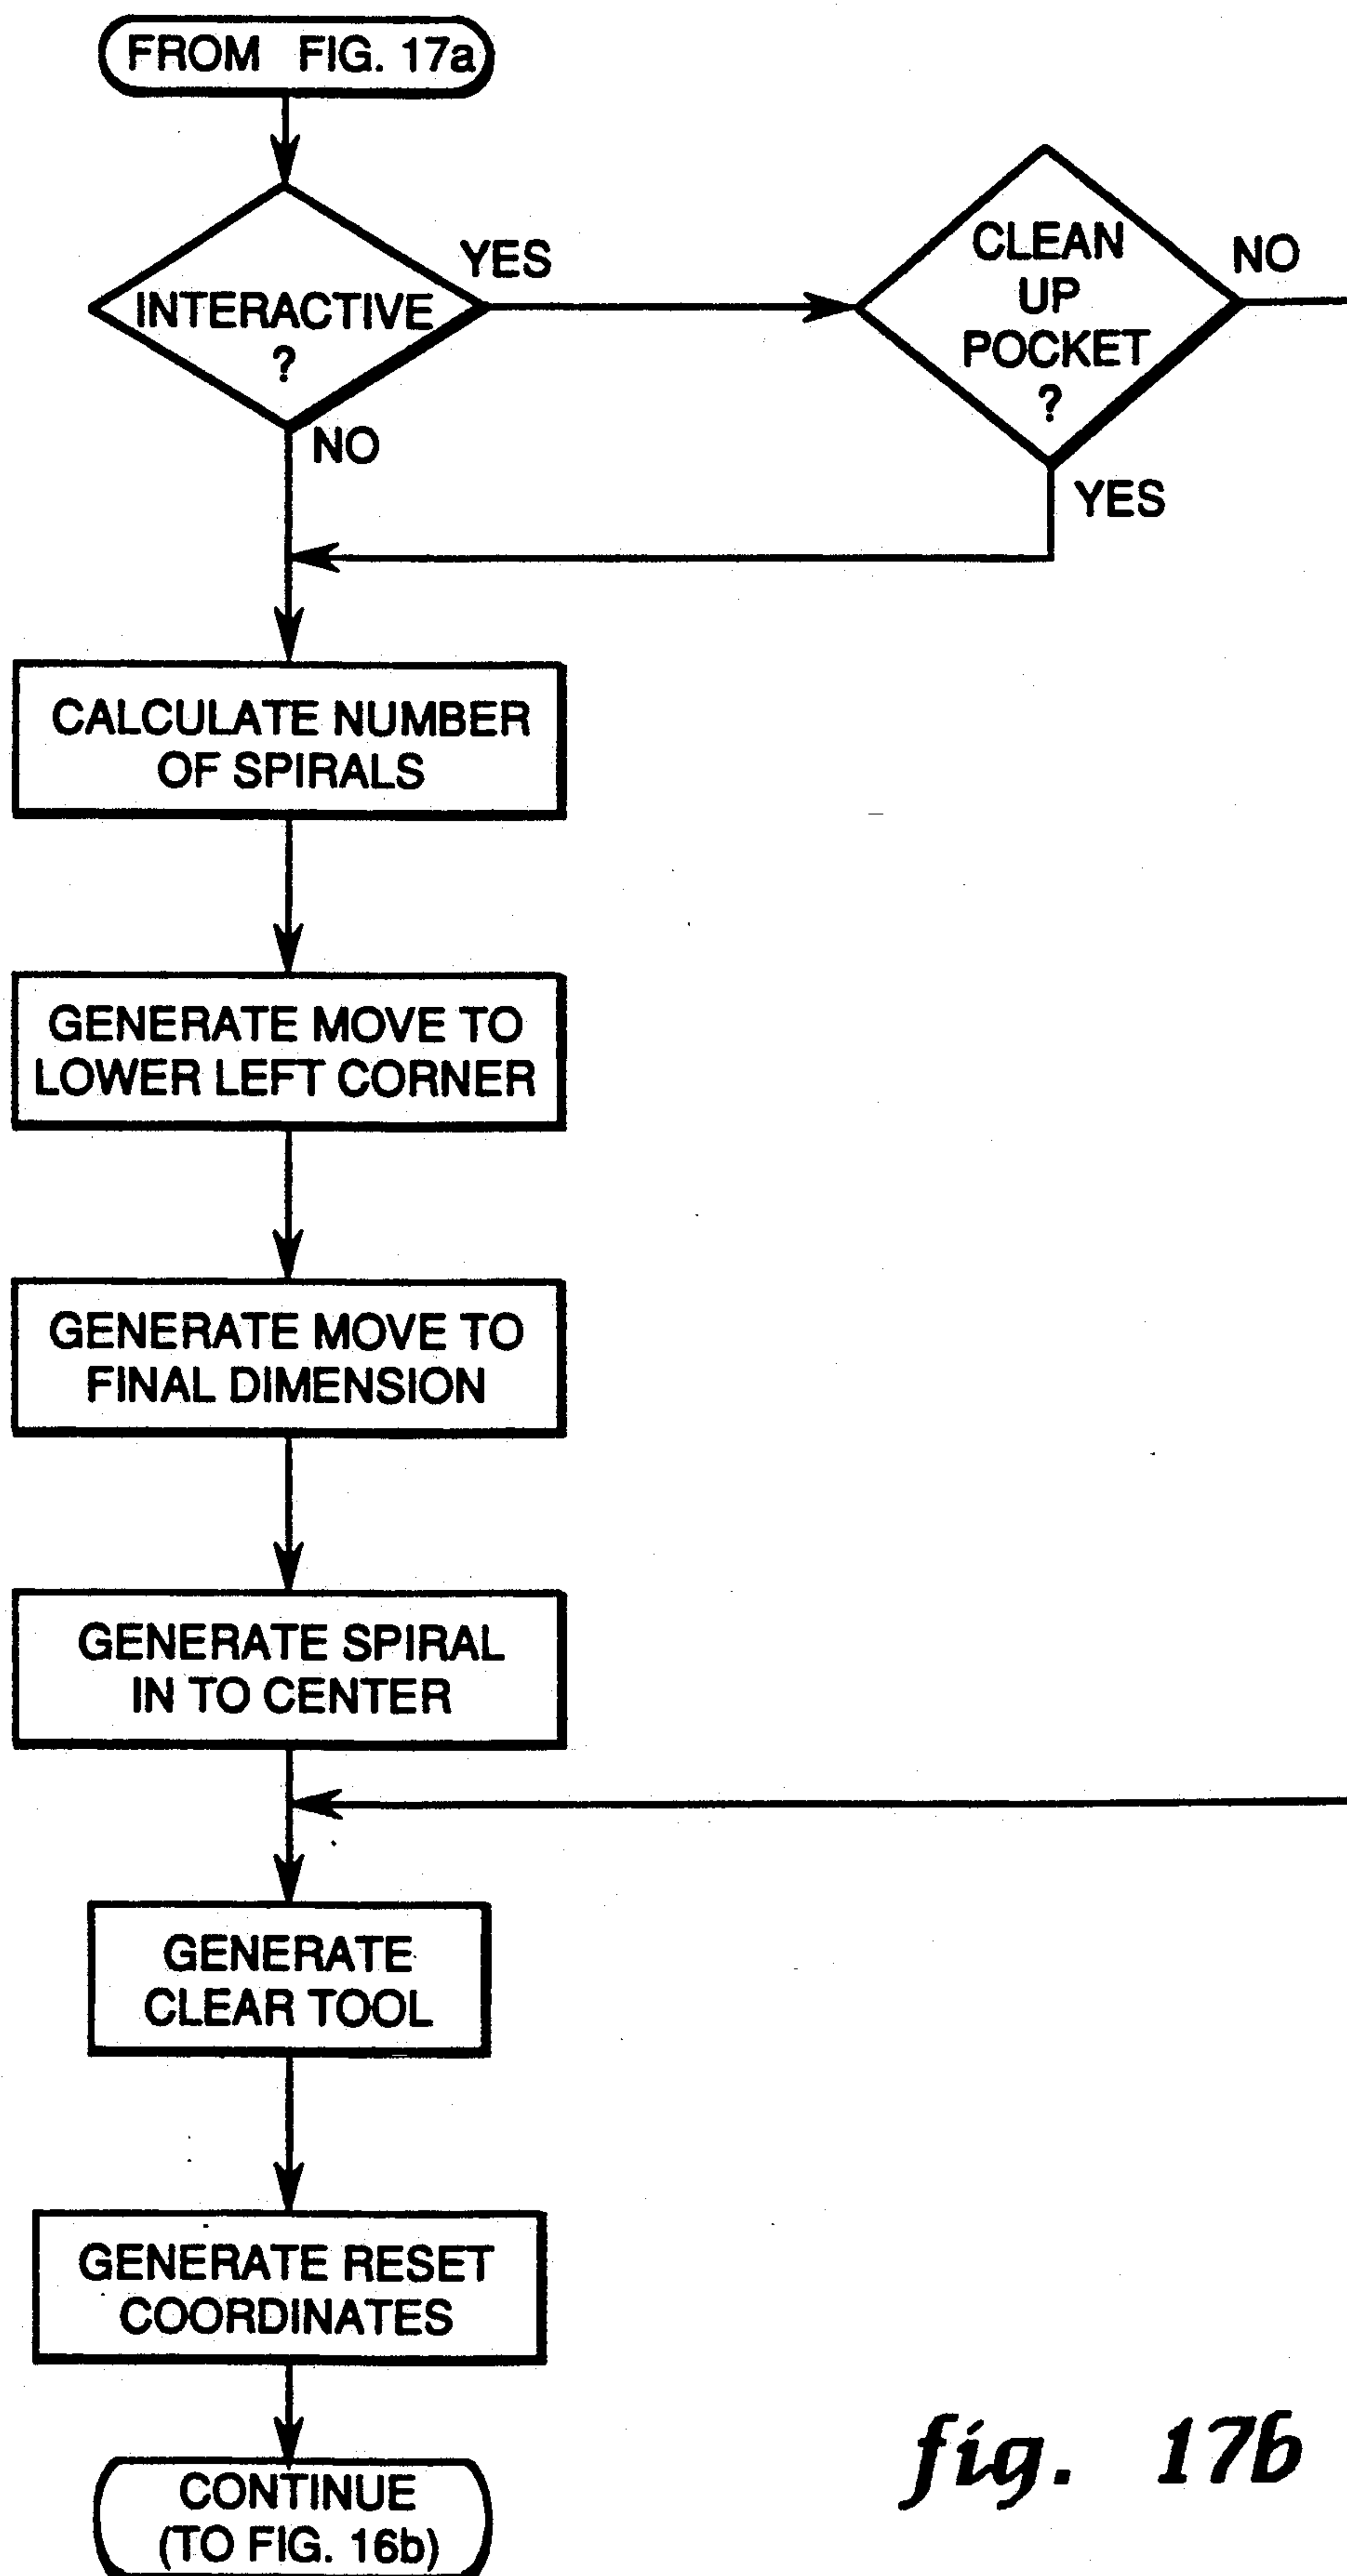 FROM FIG. 17a
INTERACTIVE
?
YES
NO
CLEAN
UP
POCKET
?
NO
YES
CALCULATE NUMBER
OF SPIRALS
GENERATE MOVE TO
LOWER LEFT CORNER
GENERATE MOVE TO
FINAL DIMENSION
GENERATE SPIRAL
IN TO CENTER
GENERATE
CLEAR TOOL
GENERATE RESET
COORDINATES
CONTINUE
(TO FIG. 16b)
fig. 17b